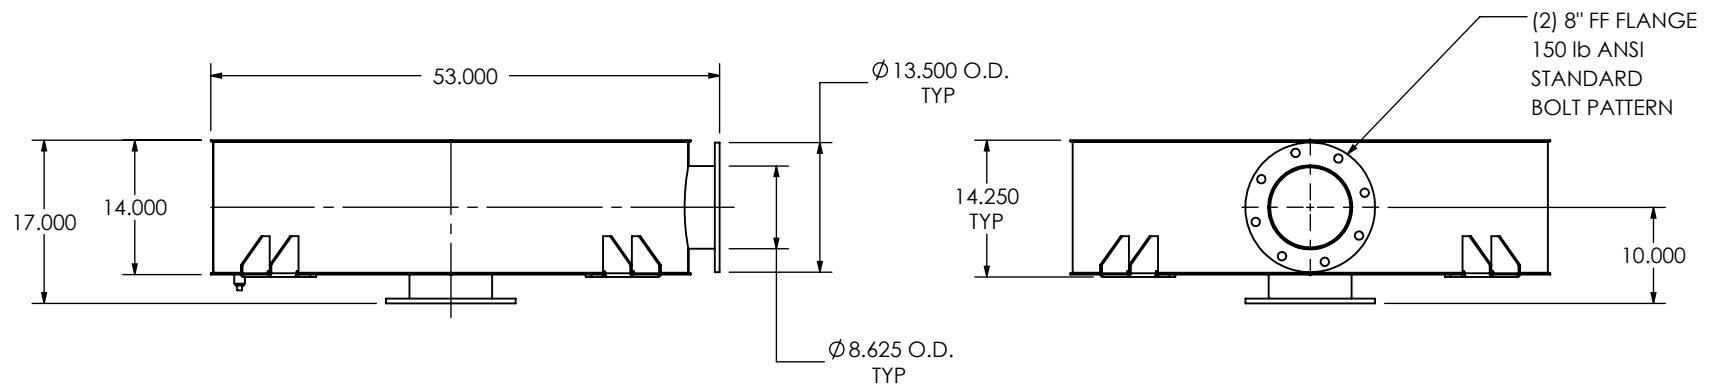 53.000
Ø 13.500 O.D.
TYP
17.000
14.000
Ø8.625 O.D.
TYP
(2) 8" FF FLANGE
150 lb ANSI
STANDARD
BOLT PATTERN
14.250
TYP
10.000